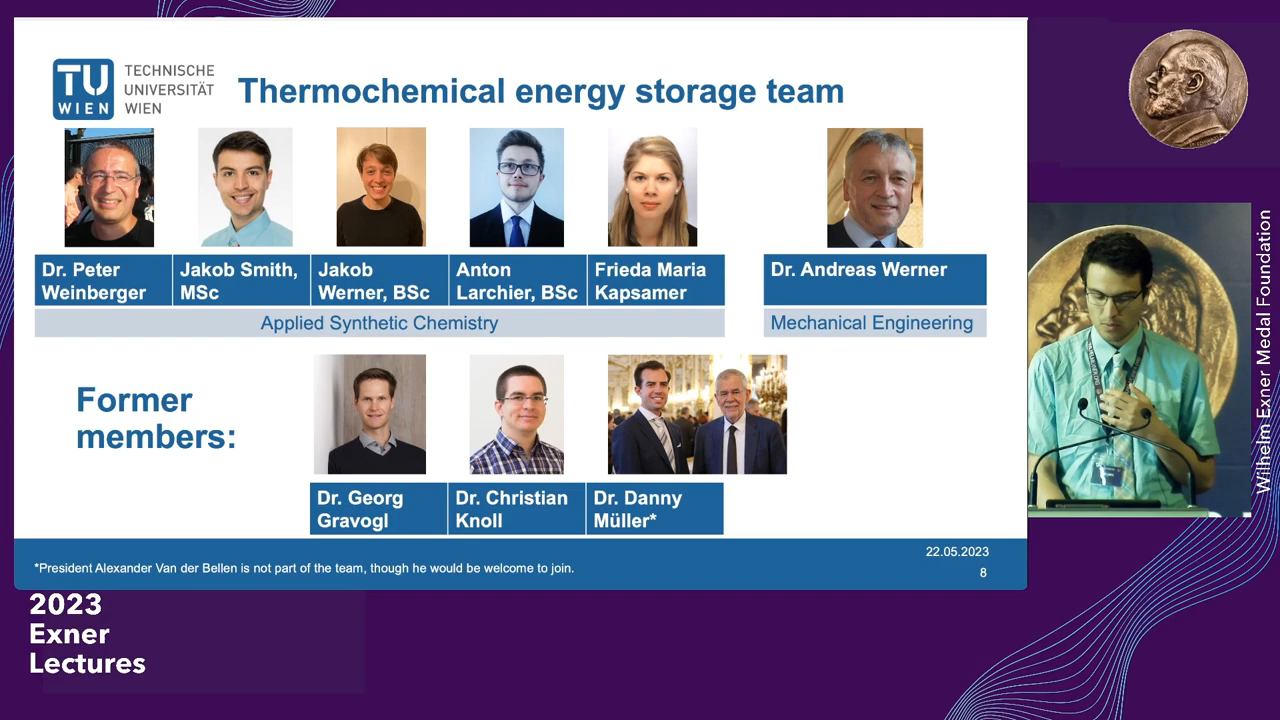 TU
WIEN
TECHNISCHE
UNIVERSITÄT
WIEN
Thermochemical energy storage team
Dr. Peter
Weinberger
Jakob Smith,
MSc
Jakob
Werner, BSc
Anton
Larchier, BSc
Frieda Maria
Kapsamer
Dr. Andreas Werner
Applied Synthetic Chemistry
Mechanical Engineering
Former
members:
Dr. Georg
Gravogl
Dr. Christian
Knoll
Dr. Danny
Müller*
22.05.2023
*President Alexander Van der Bellen is not part of the team, though he would be welcome to join.
8
Wilhelm Exner Medal Foundation
2023
Exner
Lectures